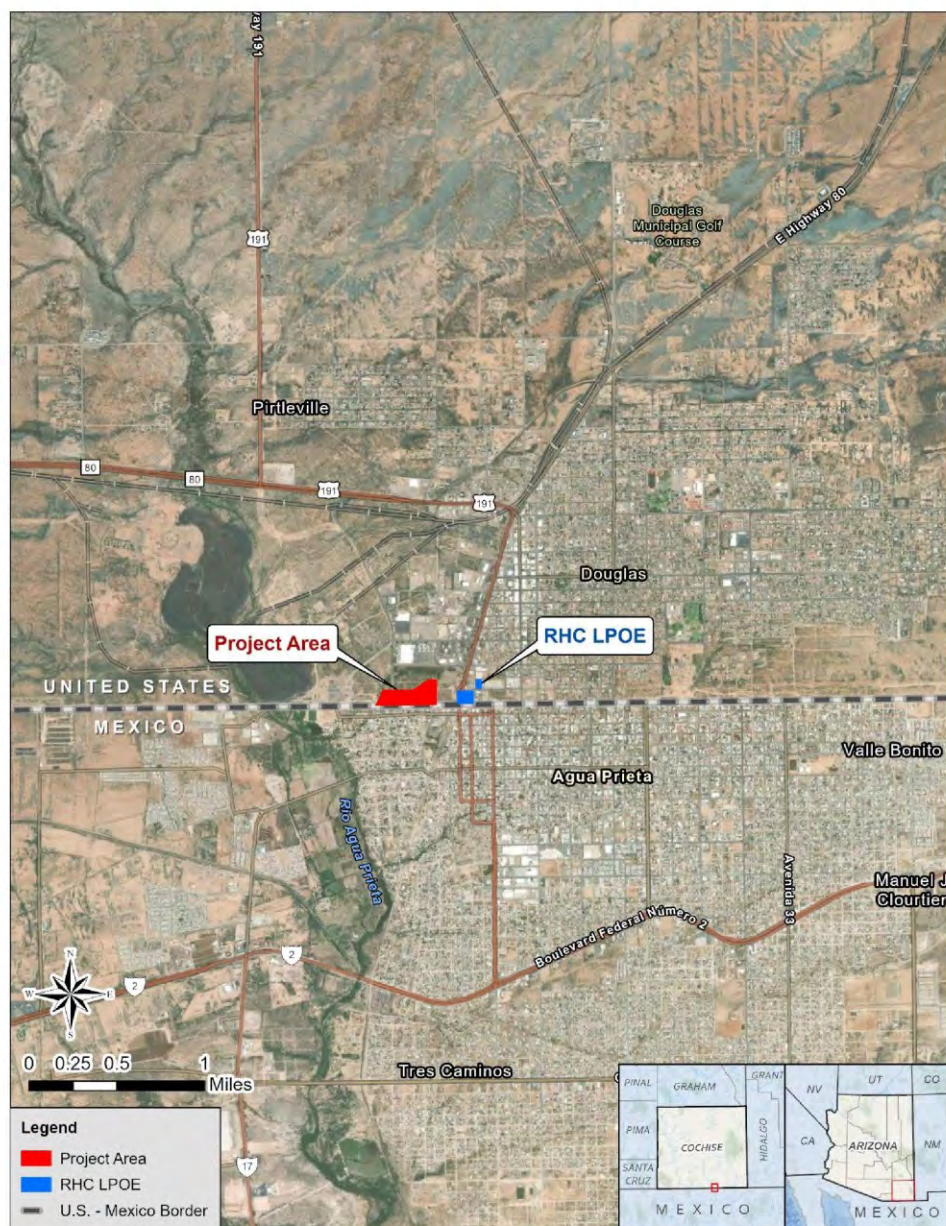 way 191
191
Douglas
Municipal Golf
Course
E Highway 80
Pirtleville
80
80
191
191
Douglas
Project Area
RHC LPOE
UNITED STATES
MEXICO
Valle Bonito
Agua Prieta
Rio Agua Prieta
Avenida 33
Manuel J
Clourtier
Boulevard Federal Número 2
2
2
N
W
E
S
0 0.25 0.5 1
Miles
Tres Caminos
17
Legend
Project Area
RHC LPOE
U.S. - Mexico Border
PINAL
GRAHAM
GRANT
PIMA
COCHISE
HIDALGO
SANTA
CRUZ
MEXICO
NV
UT
CO
CA
ARIZONA
NM
MEXICO